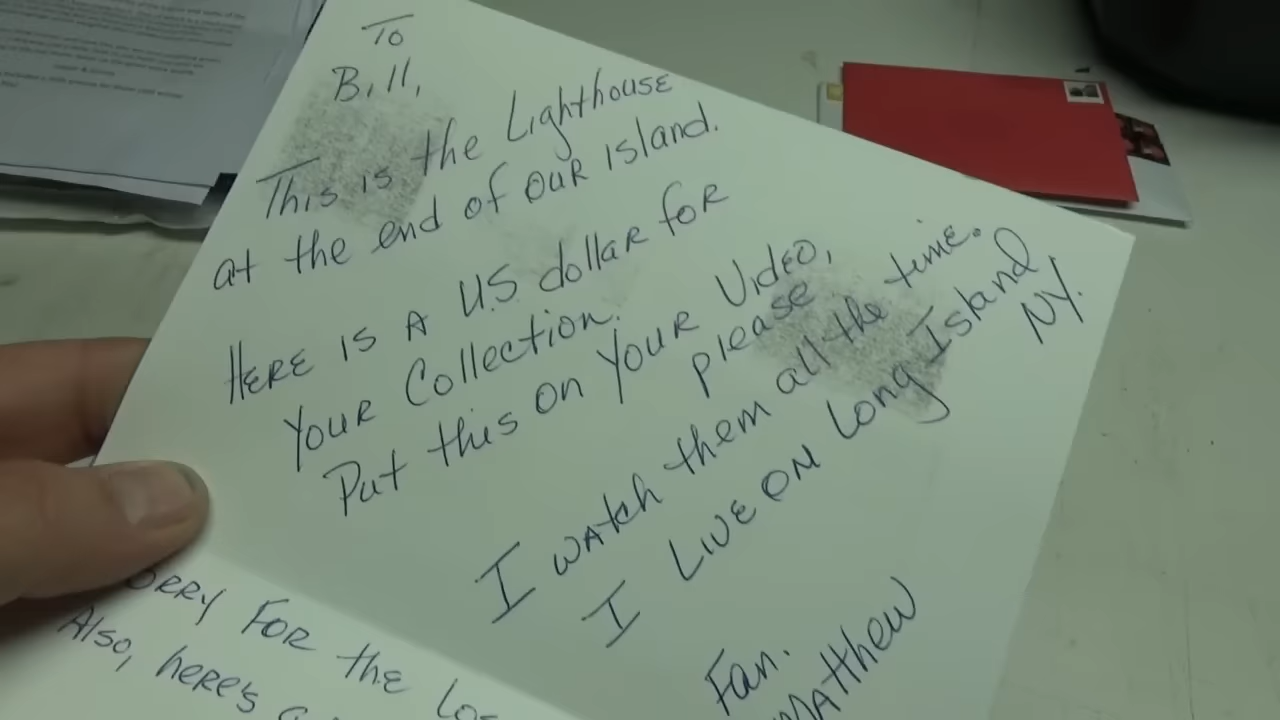 To
Bill,
This is the Lighthouse
at the end of our island.
Here is a U.S dollar for
Your Collection.
Put this on Your Video,
please
I watch them all the time.
I Live on Long Island
NY.
Fan.
Matthew
Sorry For the
Also, here's a